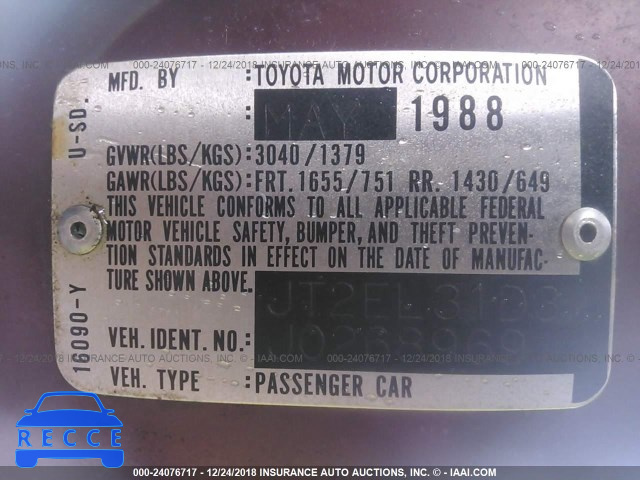 000-24076717 - 12/24/2018 INSURANCE AUTO AUCTIONS, INC. - © - IAAI.COM
MFD. BY :TOYOTA MOTOR CORPORATION
MAY 1988
GVWR(LBS/KGS):3040/1379
GAWR(LBS/KGS):FRT. 1655/751 RR. 1430/649
THIS VEHICLE CONFORMS TO ALL APPLICABLE FEDERAL
MOTOR VEHICLE SAFETY, BUMPER, AND THEFT PREVEN-
TION STANDARDS IN EFFECT ON THE DATE OF MANUFAC-
TURE SHOWN ABOVE.
VEH. IDENT. NO.:
VEH. TYPE :PASSENGER CAR
16090-Y U-SD.
RECCE
000-24076717 - 12/24/2018 INSURANCE AUTO AUCTIONS, INC. - © - IAAI.COM